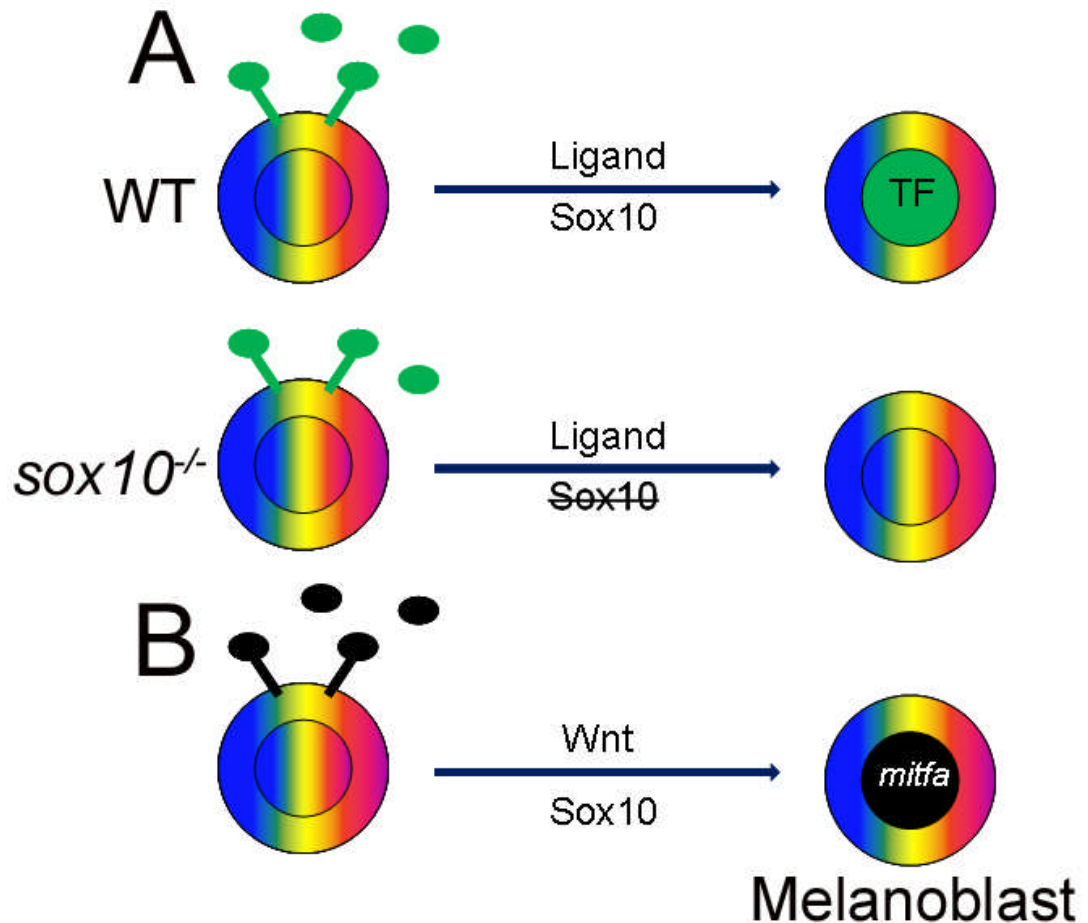 A
WT
Ligand
Sox10
TF
sox10-/-
Ligand
Sox10
B
Wnt
Sox10
mitfa
Melanoblast